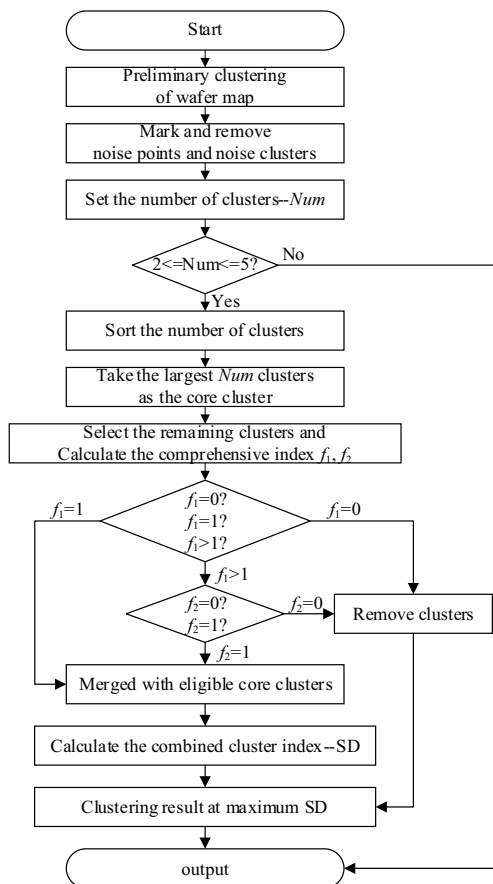 Start
Preliminary clustering
of wafer map
Mark and remove
noise points and noise clusters
Set the number of clusters--Num
2<=Num<=5?
No
Yes
Sort the number of clusters
Take the largest Num clusters
as the core cluster
Select the remaining clusters and
Calculate the comprehensive index f₁, f₂
f₁=0?
f₁=1?
f₁>1?
f₁=1
f₁=0
f₁>1
f₂=0?
f₂=1?
f₂=0
Remove clusters
f₂=1
Merged with eligible core clusters
Calculate the combined cluster index--SD
Clustering result at maximum SD
output